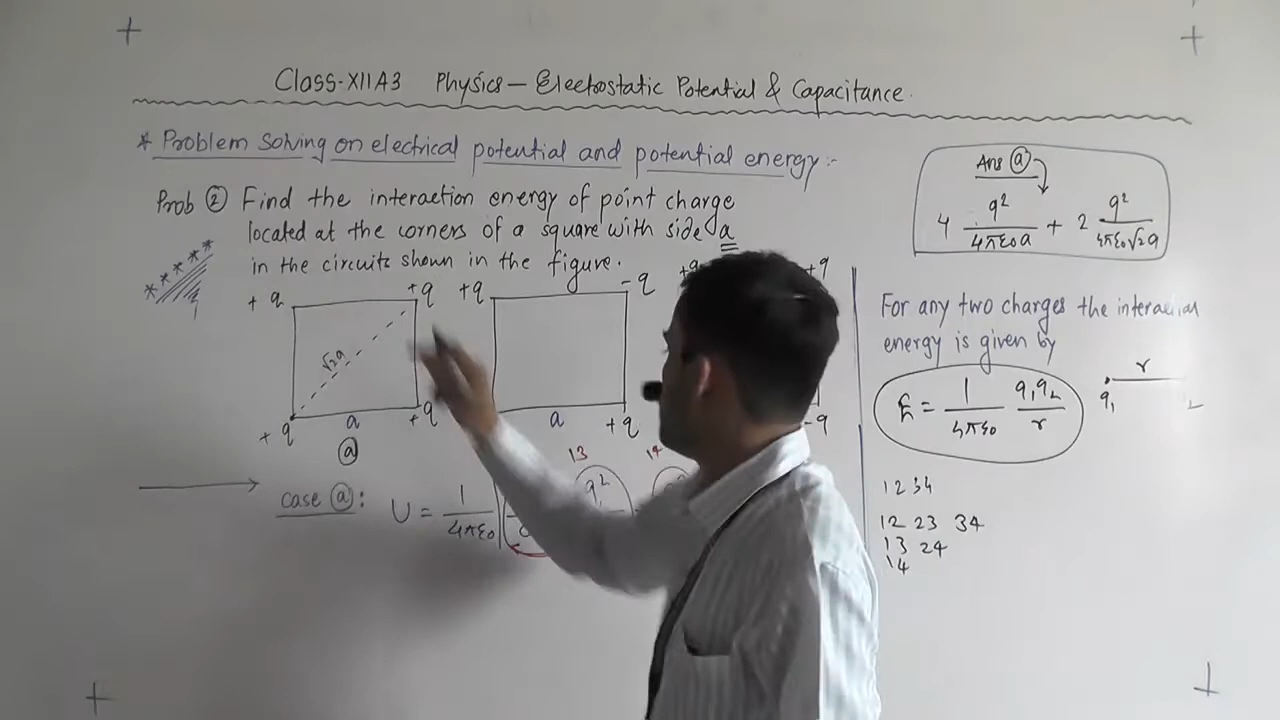 Class-XIIA3 Physics — Electrostatic Potential & Capacitance.
* Problem Solving on electrical potential and potential energy :-
Prob ② Find the interaction energy of point charge
located at the corners of a square with side a
in the circuits shown in the figure.
+q +q +q -q +q +q
√2a
+q a +q a +q -q
ⓐ
case ⓐ: U = 1/4πε₀
13 14
q²
Ans ⓐ
4 q²/4πε₀a + 2 q²/4πε₀√2a
For any two charges the interaction
energy is given by
E = 1/4πε₀ q₁q₂/r
r
q₁
1 2 3 4
12 23 34
13 24
14